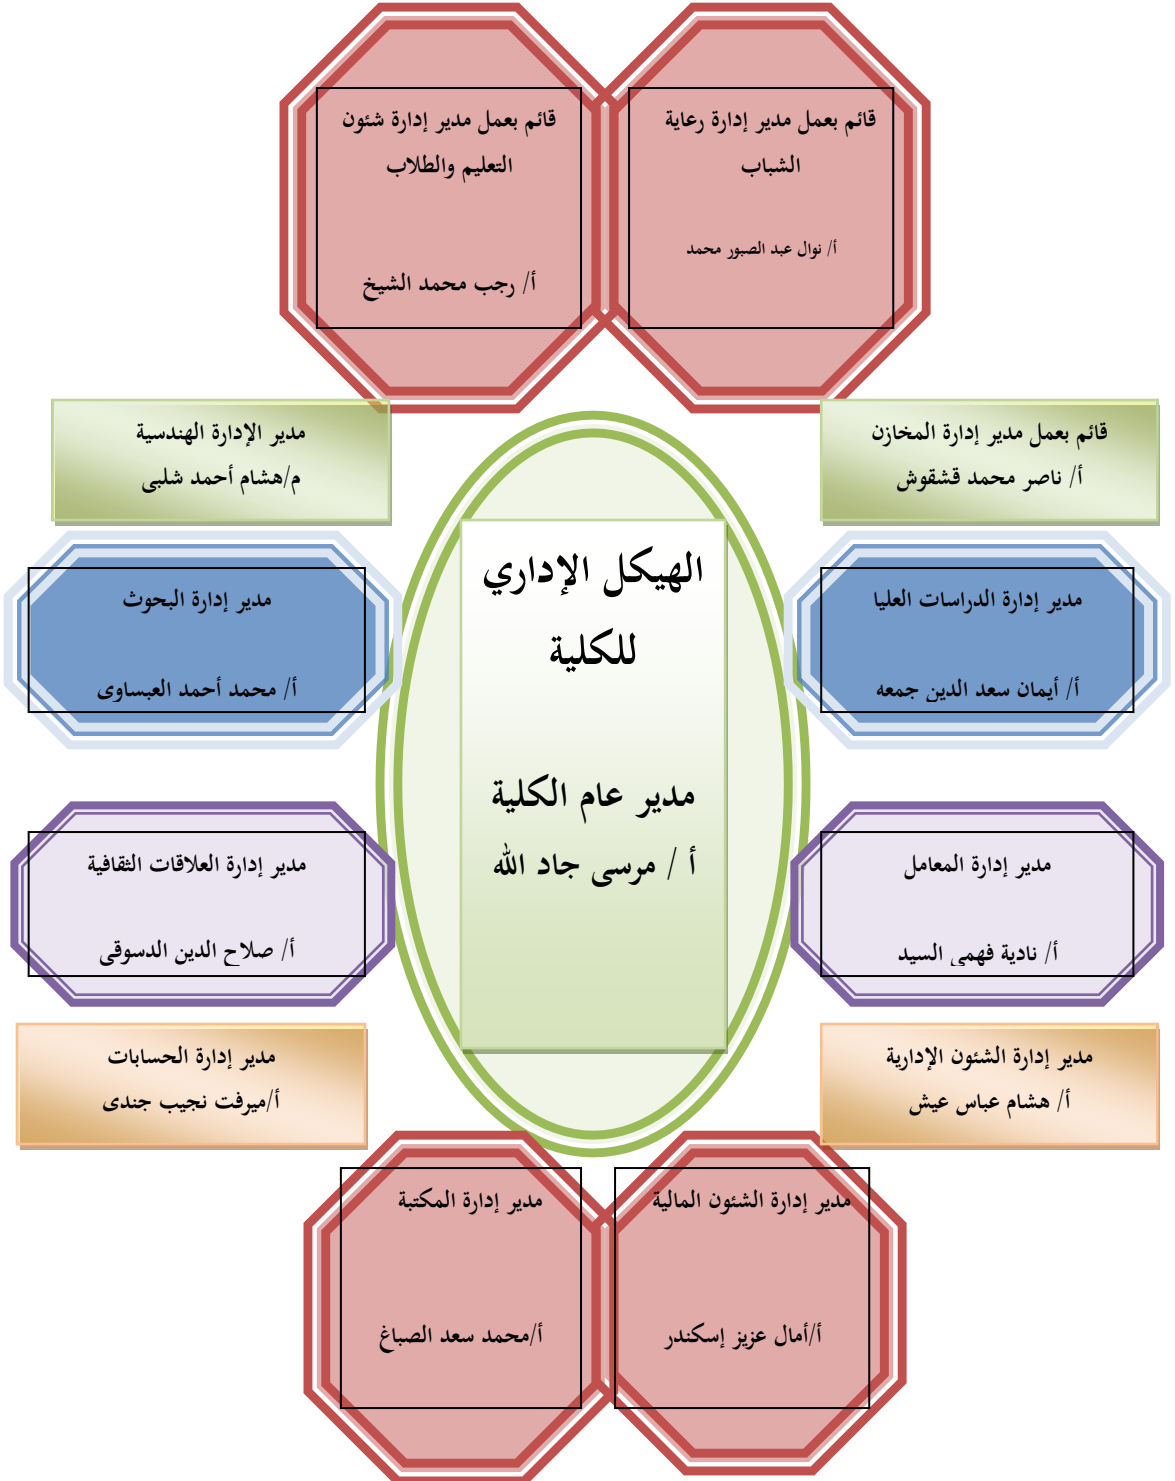 قائم بعمل مدير إدارة رعاية
الشباب
أ/ نوال عبد الصبور محمد
قائم بعمل مدير إدارة شئون
التعليم والطلاب
أ/ رجب محمد الشيخ
قائم بعمل مدير إدارة المخازن
أ/ ناصر محمد قشقوش
مدير الإدارة الهندسية
م/هشام أحمد شلبى
الهيكل الإداري
للكلية
مدير عام الكلية
أ / مرسى جاد الله
مدير إدارة الدراسات العليا
أ/ أيمان سعد الدين جمعه
مدير إدارة البحوث
أ/ محمد أحمد العبساوى
مدير إدارة المعامل
أ/ نادية فهمى السيد
مدير إدارة العلاقات الثقافية
أ/ صلاح الدين الدسوقى
مدير إدارة الشئون الإدارية
أ/ هشام عباس عيش
مدير إدارة الحسابات
أ/ميرفت نجيب جندى
مدير إدارة الشئون المالية
أ/أمال عزيز إسكندر
مدير إدارة المكتبة
أ/محمد سعد الصباغ